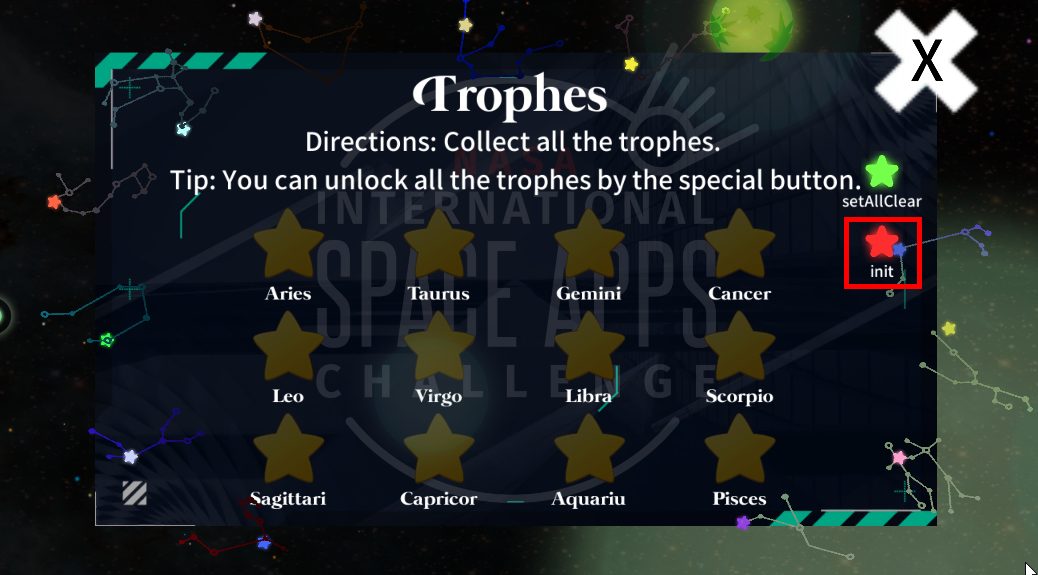 X
Trophes
Directions: Collect all the trophes.
NASA
Tip: You can unlock all the trophes by the special button.
setAllClear
INTERNATIONAL
init
SPACE APPS
Aries Taurus Gemini Cancer
CHALLENGE
Leo Virgo Libra Scorpio
Sagittari Capricor Aquariu Pisces